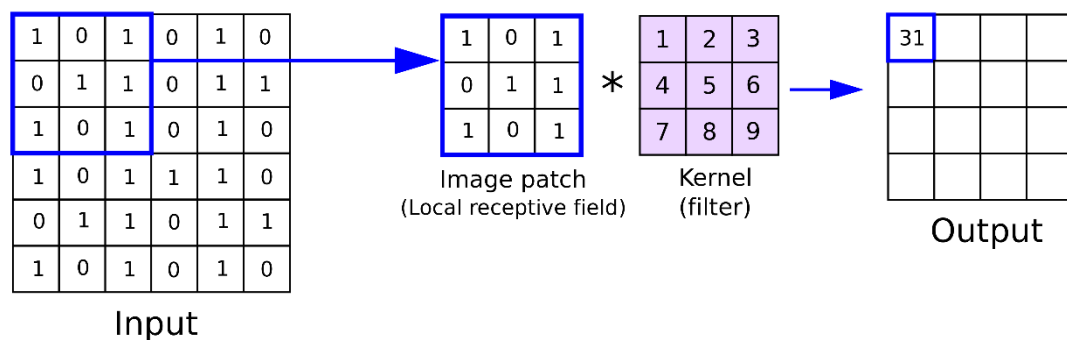 1 0 1 0 1 0
0 1 1 0 1 1
1 0 1 0 1 0
1 0 1 1 1 0
0 1 1 0 1 1
1 0 1 0 1 0
Input
1 0 1
0 1 1
1 0 1
Image patch
(Local receptive field)
*
1 2 3
4 5 6
7 8 9
Kernel
(filter)
31
Output